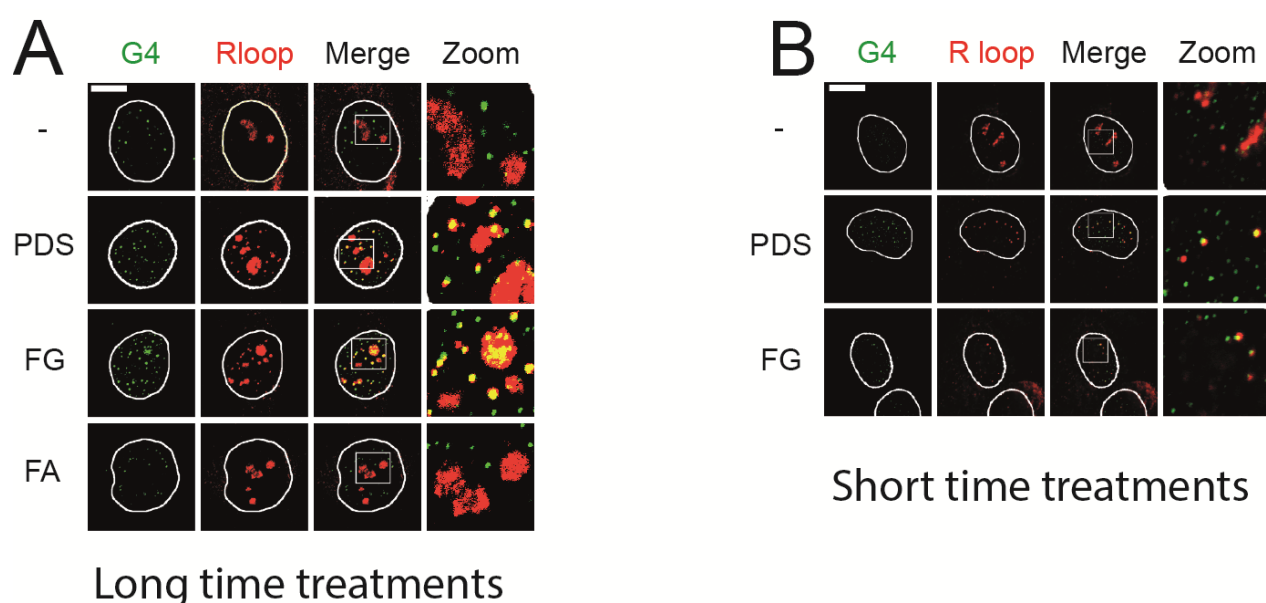 A
G4 Rloop Merge Zoom
-
PDS
FG
FA
Long time treatments
B
G4 R loop Merge Zoom
-
PDS
FG
Short time treatments